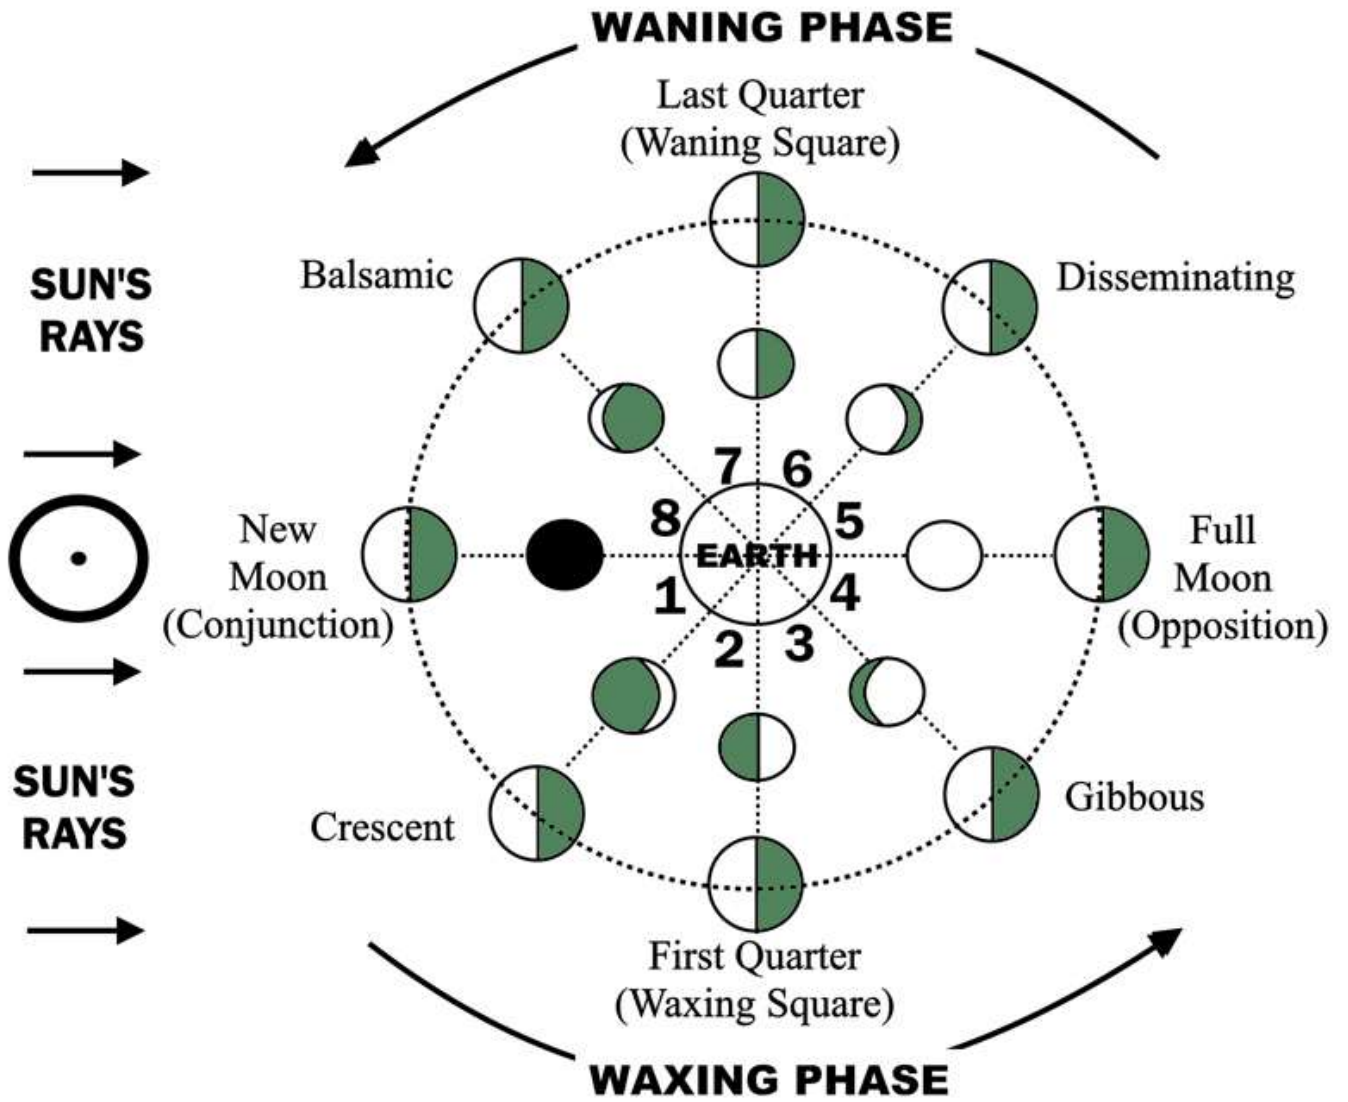 WANING PHASE
Last Quarter
(Waning Square)
Balsamic
Disseminating
SUN'S
RAYS
7
6
8
5
New
Moon
(Conjunction)
EARTH
Full
Moon
(Opposition)
1
4
2
3
SUN'S
RAYS
Crescent
Gibbous
First Quarter
(Waxing Square)
WAXING PHASE